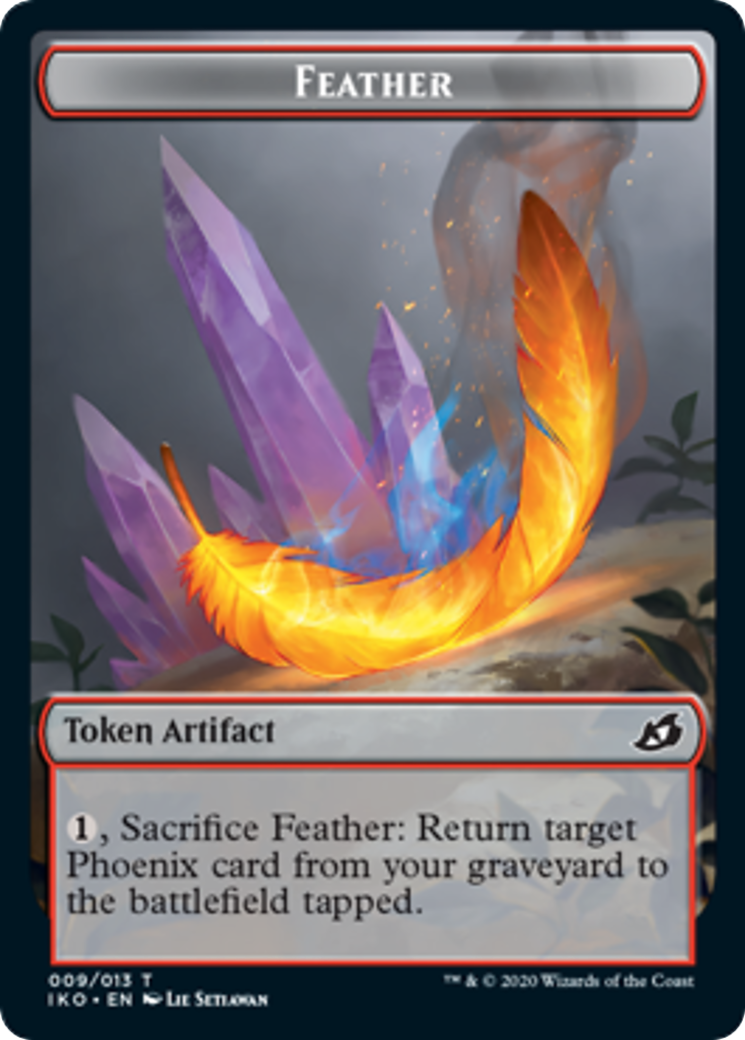 Feather
Token Artifact
1, Sacrifice Feather: Return target
Phoenix card from your graveyard to
the battlefield tapped.
009/013 T
™ & © 2020 Wizards of the Coast
IKO • EN Lie Setiawan